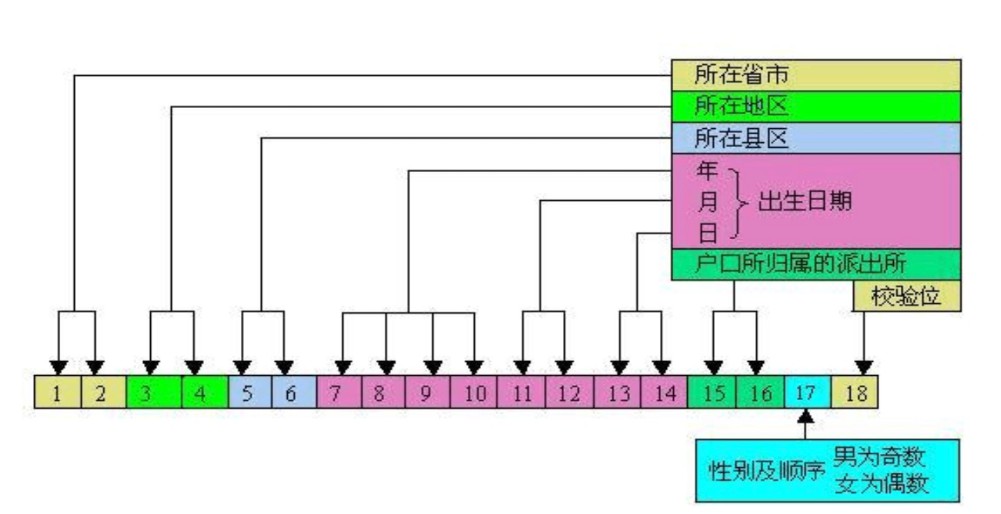 所在省市
所在地区
所在县区
年
月
日
出生日期
户口所归属的派出所
校验位
1 2 3 4 5 6 7 8 9 10 11 12 13 14 15 16 17 18
性别及顺序
男为奇数
女为偶数